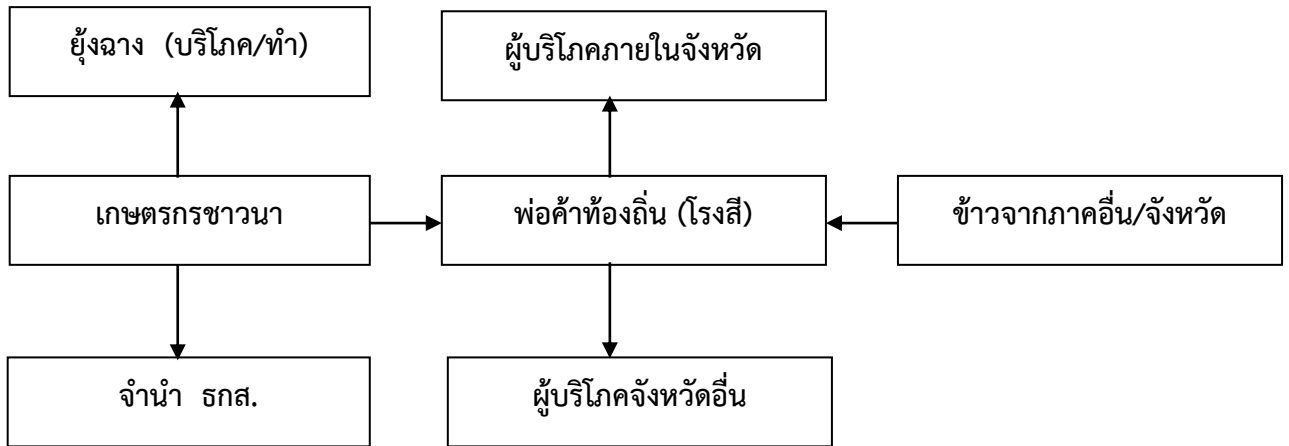 ยุ้งฉาง (บริโภค/ทำ)
ผู้บริโภคภายในจังหวัด
เกษตรกรชาวนา
พ่อค้าท้องถิ่น (โรงสี)
ข้าวจากภาคอื่น/จังหวัด
จำนำ ธกส.
ผู้บริโภคจังหวัดอื่น